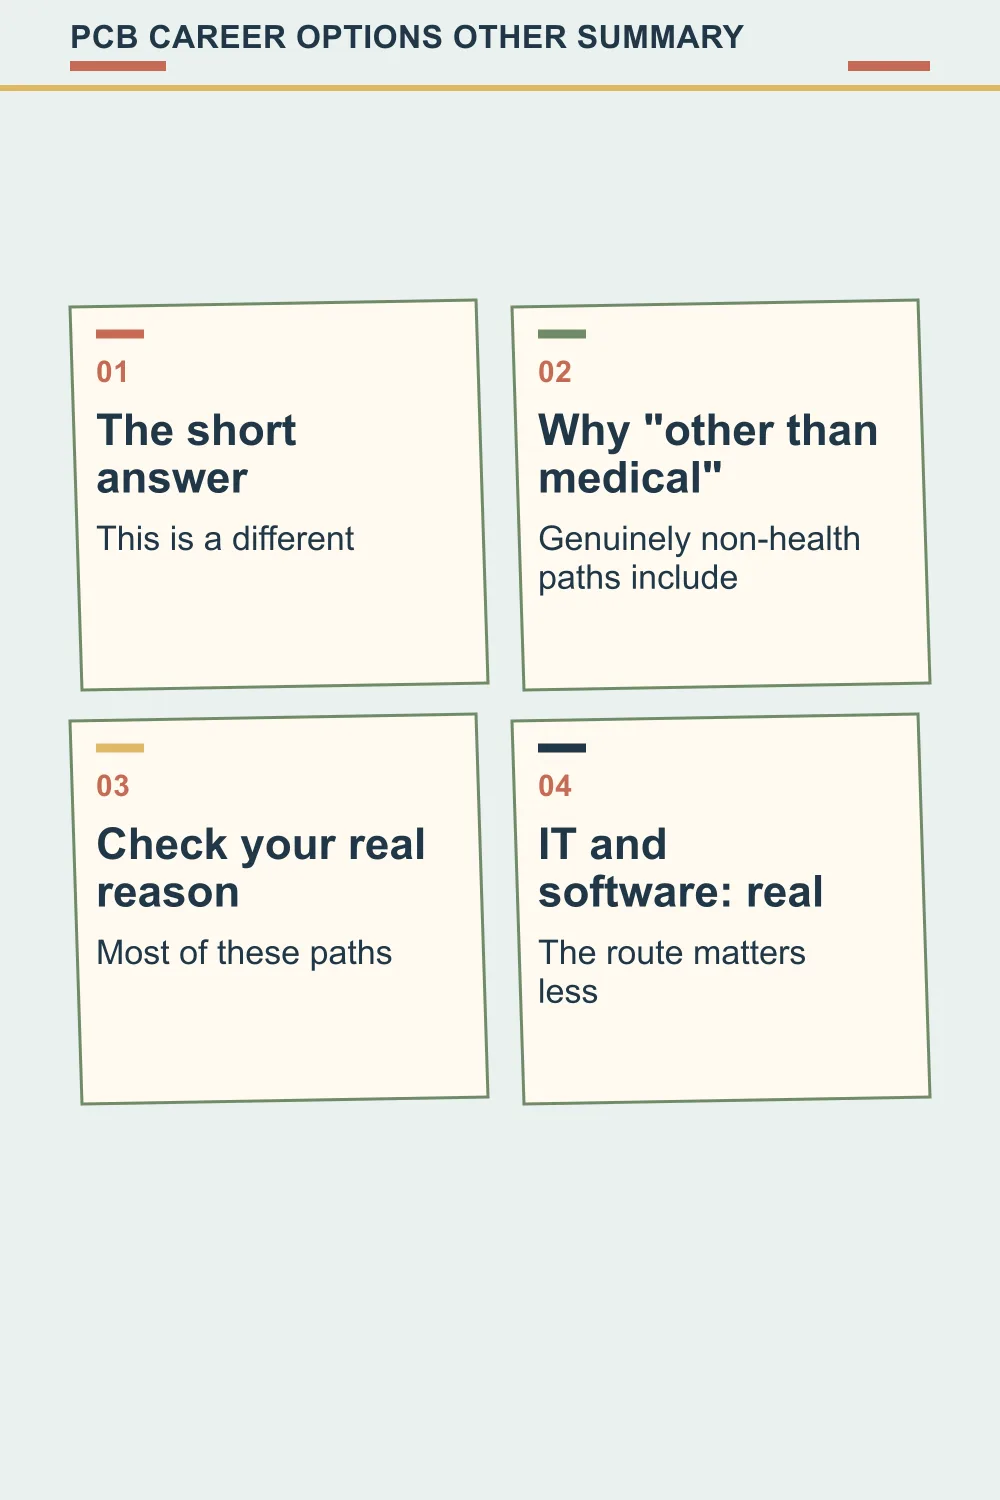 PCB CAREER OPTIONS OTHER SUMMARY
01
The short
answer
This is a different
02
Why "other than
medical"
Genuinely non-health
paths include
03
Check your real
reason
Most of these paths
04
IT and
software: real
The route matters
less